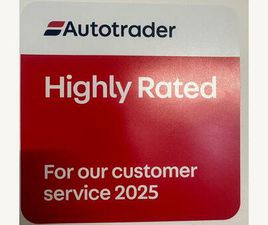 Autotrader
Highly Rated
For our customer
service 2025